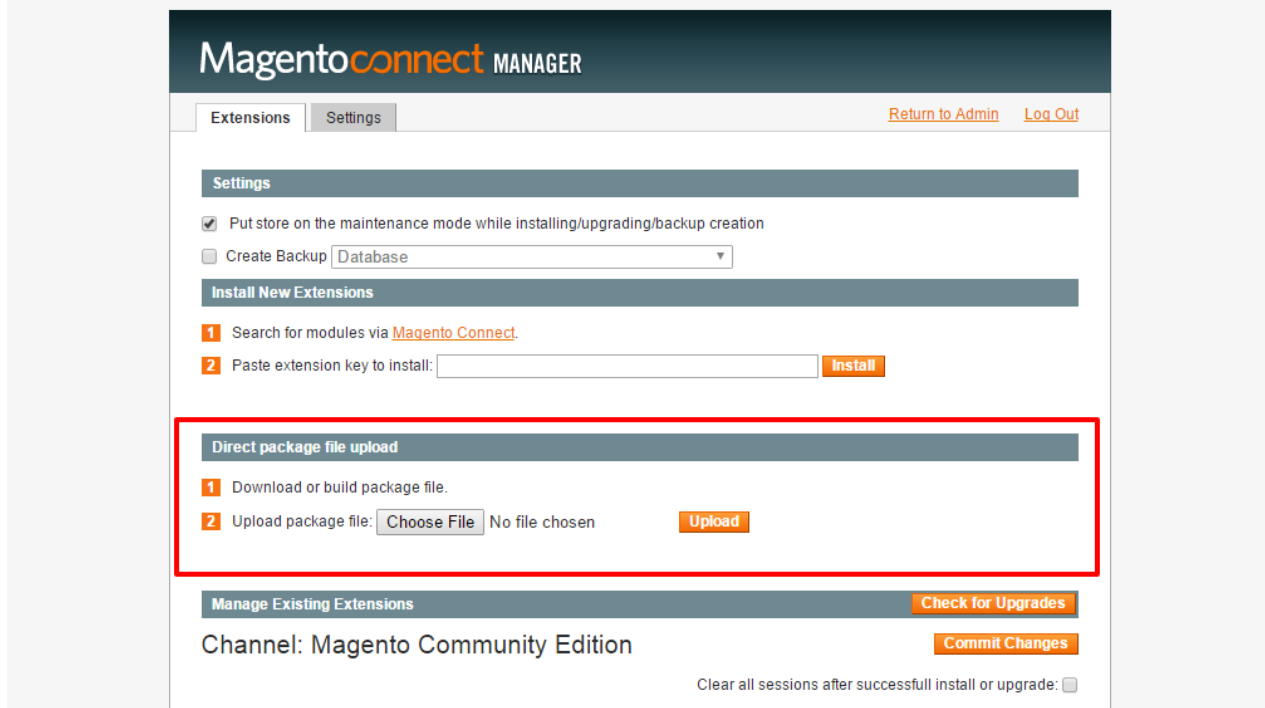 Magentoconnect MANAGER
Extensions Settings Return to Admin Log Out
Settings
Put store on the maintenance mode while installing/upgrading/backup creation
Create Backup Database
Install New Extensions
1 Search for modules via Magento Connect.
2 Paste extension key to install: Install
Direct package file upload
1 Download or build package file.
2 Upload package file: Choose File No file chosen Upload
Manage Existing Extensions Check for Upgrades
Channel: Magento Community Edition Commit Changes
Clear all sessions after successfull install or upgrade: